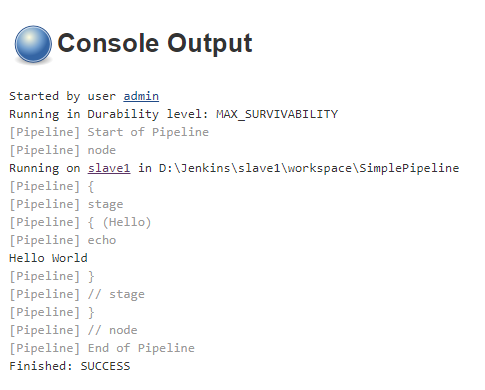 Console Output
Started by user admin
Running in Durability level: MAX_SURVIVABILITY
[Pipeline] Start of Pipeline
[Pipeline] node
Running on slave1 in D:\Jenkins\slave1\workspace\SimplePipeline
[Pipeline] {
[Pipeline] stage
[Pipeline] { (Hello)
[Pipeline] echo
Hello World
[Pipeline] }
[Pipeline] // stage
[Pipeline] }
[Pipeline] // node
[Pipeline] End of Pipeline
Finished: SUCCESS